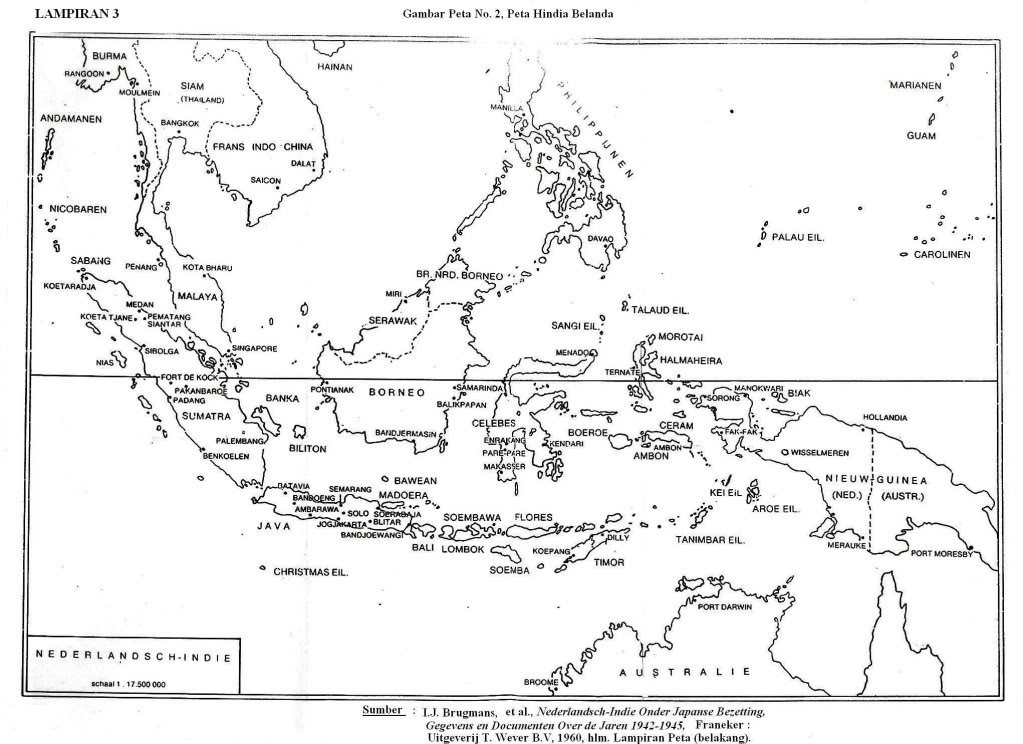 LAMPIRAN 3
Gambar Peta No. 2, Peta Hindia Belanda
BURMA
RANGOON
MOULMEIN
SIAM
(THAILAND)
BANGKOK
HAINAN
ANDAMANEN
FRANS INDO CHINA
DALAT
SAICON
NICOBAREN
MANILLA
PHILIPPIJNEN
MARIANEN
GUAM
DAVAO
PALAU EIL.
CAROLINEN
SABANG
KOETARADJA
PENANG
KOTA BHARU
MALAYA
MEDAN
KOETA TJANE
PEMATANG
SIANTAR
SIBOLGA
NIAS
SINGAPORE
BR. NRD. BORNEO
MIRI
SERAWAK
SANGI EIL.
TALAUD EIL.
MENADO
MOROTAI
HALMAHEIRA
TERNATE
FORT DE KOCK
PAKANBAROE
PADANG
SUMATRA
BANKA
PALEMBANG
BILITON
BENKOELEN
PONTIANAK
BORNEO
SAMARINDA
BALIKPAPAN
BANDJERMASIN
CELEBES
ENRAKANG
PARE-PARE
MAKASSER
KENDARI
BOEROE
CERAM
AMBON
AMBON
SORONG
MANOKWARI
BIAK
FAK-FAK
HOLLANDIA
WISSELMEREN
NIEUW-GUINEA
(NED.) (AUSTR.)
KEI EIL
AROE EIL.
TANIMBAR EIL.
MERAUKE
PORT MORESBY
BATAVIA
BANDOENG
SEMARANG
BAWEAN
MADOERA
AMBARAWA
SOLO
SOERABAJA
JAVA
JOGJAKARTA
BLITAR
BANDJOEWANGI
BALI
LOMBOK
SOEMBAWA
FLORES
SOEMBA
KOEPANG
DILLY
TIMOR
CHRISTMAS EIL.
PORT DARWIN
BROOME
AUSTRALIE
NEDERLANDSCH-INDIE
schaal 1 . 17.500 000
Sumber : I.J. Brugmans, et al., Nederlandsch-Indie Onder Japanse Bezetting,
Gegevens en Documenten Over de Jaren 1942-1945, Franeker :
Uitgeverij T. Wever B.V, 1960, hlm. Lampiran Peta (belakang).